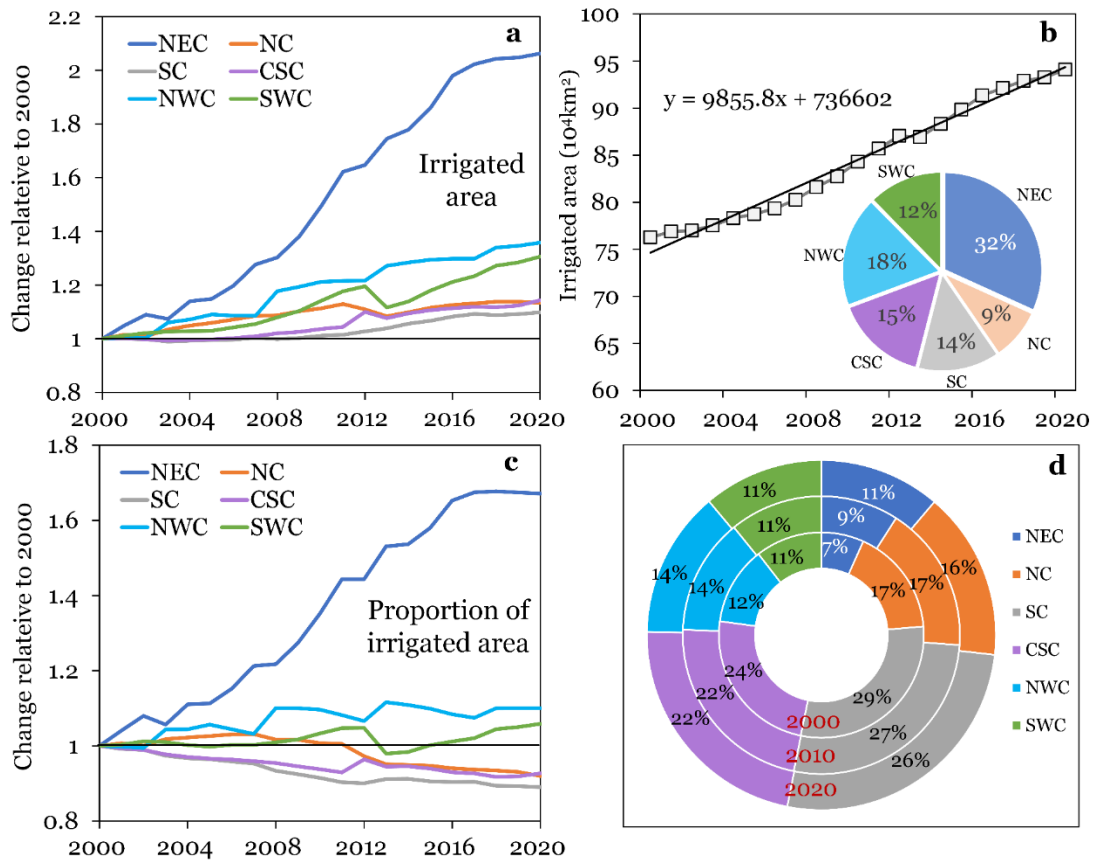 a
NEC NC
SC CSC
NWC SWC
Irrigated
area
Change relateive to 2000
2.2
2
1.8
1.6
1.4
1.2
1
0.8
2000 2004 2008 2012 2016 2020
b
y = 9855.8x + 736602
Irrigated area (10⁴km²)
100
95
90
85
80
75
70
65
60
2000 2004 2008 2012 2016 2020
SWC
NEC
12%
32%
NWC
18%
15%
14%
9%
CSC
SC
NC
c
NEC NC
SC CSC
NWC SWC
Proportion of
irrigated area
Change relateive to 2000
1.8
1.6
1.4
1.2
1
0.8
2000 2004 2008 2012 2016 2020
d
11% 11%
11% 9%
11% 7%
14% 14% 12% 17% 17% 16%
24% 29%
22% 27%
22% 26%
2000
2010
2020
NEC
NC
SC
CSC
NWC
SWC